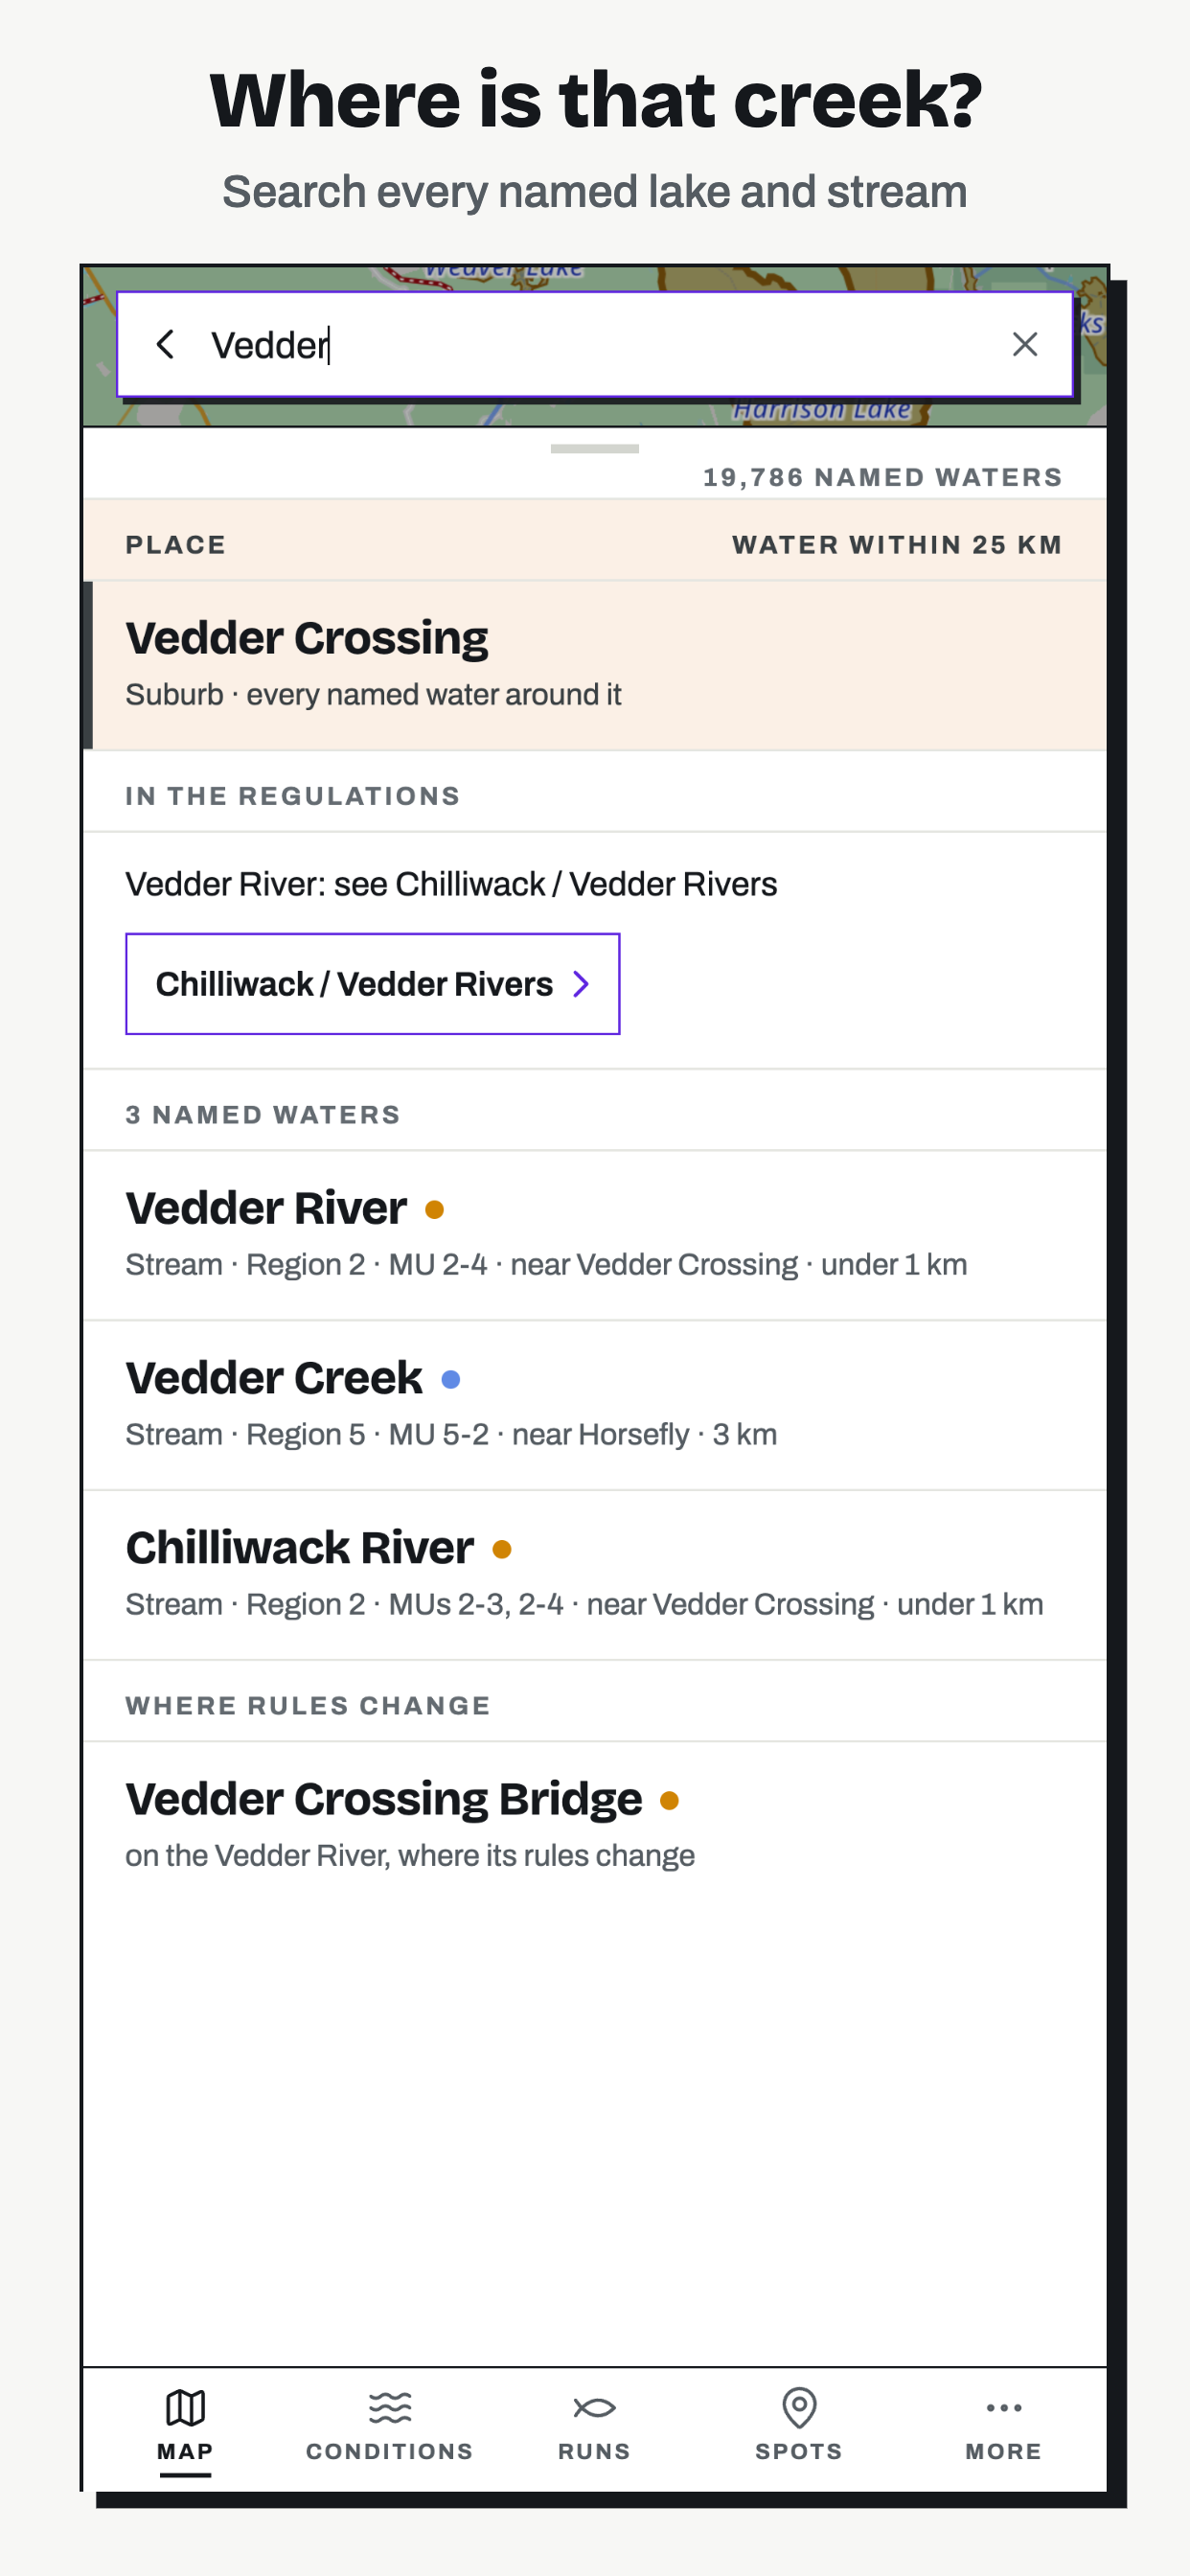 Where is that creek?
Search every named lake and stream
Weaver Lake
Vedder
ks
Harrison Lake
19,786 NAMED WATERS
PLACE
WATER WITHIN 25 KM
Vedder Crossing
Suburb · every named water around it
IN THE REGULATIONS
Vedder River: see Chilliwack / Vedder Rivers
Chilliwack / Vedder Rivers
3 NAMED WATERS
Vedder River
Stream · Region 2 · MU 2-4 · near Vedder Crossing · under 1 km
Vedder Creek
Stream · Region 5 · MU 5-2 · near Horsefly · 3 km
Chilliwack River
Stream · Region 2 · MUs 2-3, 2-4 · near Vedder Crossing · under 1 km
WHERE RULES CHANGE
Vedder Crossing Bridge
on the Vedder River, where its rules change
MAP
CONDITIONS
RUNS
SPOTS
MORE